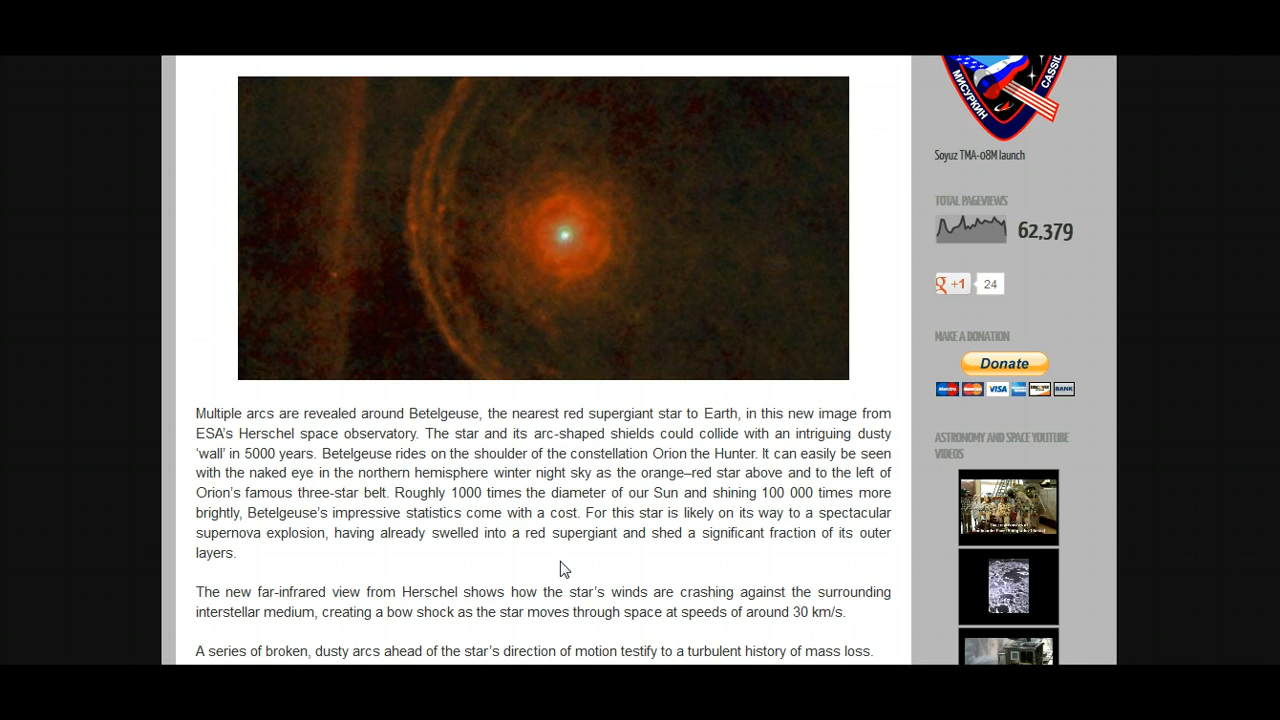 МИСУРКИН
CASSID
Soyuz TMA-08M launch
TOTAL PAGEVIEWS
62,379
g +1 24
MAKE A DONATION
Donate
VISA
BANK
ASTRONOMY AND SPACE YOUTUBE
VIDEOS
Multiple arcs are revealed around Betelgeuse, the nearest red supergiant star to Earth, in this new image from
ESA’s Herschel space observatory. The star and its arc-shaped shields could collide with an intriguing dusty
‘wall’ in 5000 years. Betelgeuse rides on the shoulder of the constellation Orion the Hunter. It can easily be seen
with the naked eye in the northern hemisphere winter night sky as the orange–red star above and to the left of
Orion’s famous three-star belt. Roughly 1000 times the diameter of our Sun and shining 100 000 times more
brightly, Betelgeuse’s impressive statistics come with a cost. For this star is likely on its way to a spectacular
supernova explosion, having already swelled into a red supergiant and shed a significant fraction of its outer
layers.
The new far-infrared view from Herschel shows how the star’s winds are crashing against the surrounding
interstellar medium, creating a bow shock as the star moves through space at speeds of around 30 km/s.
A series of broken, dusty arcs ahead of the star’s direction of motion testify to a turbulent history of mass loss.